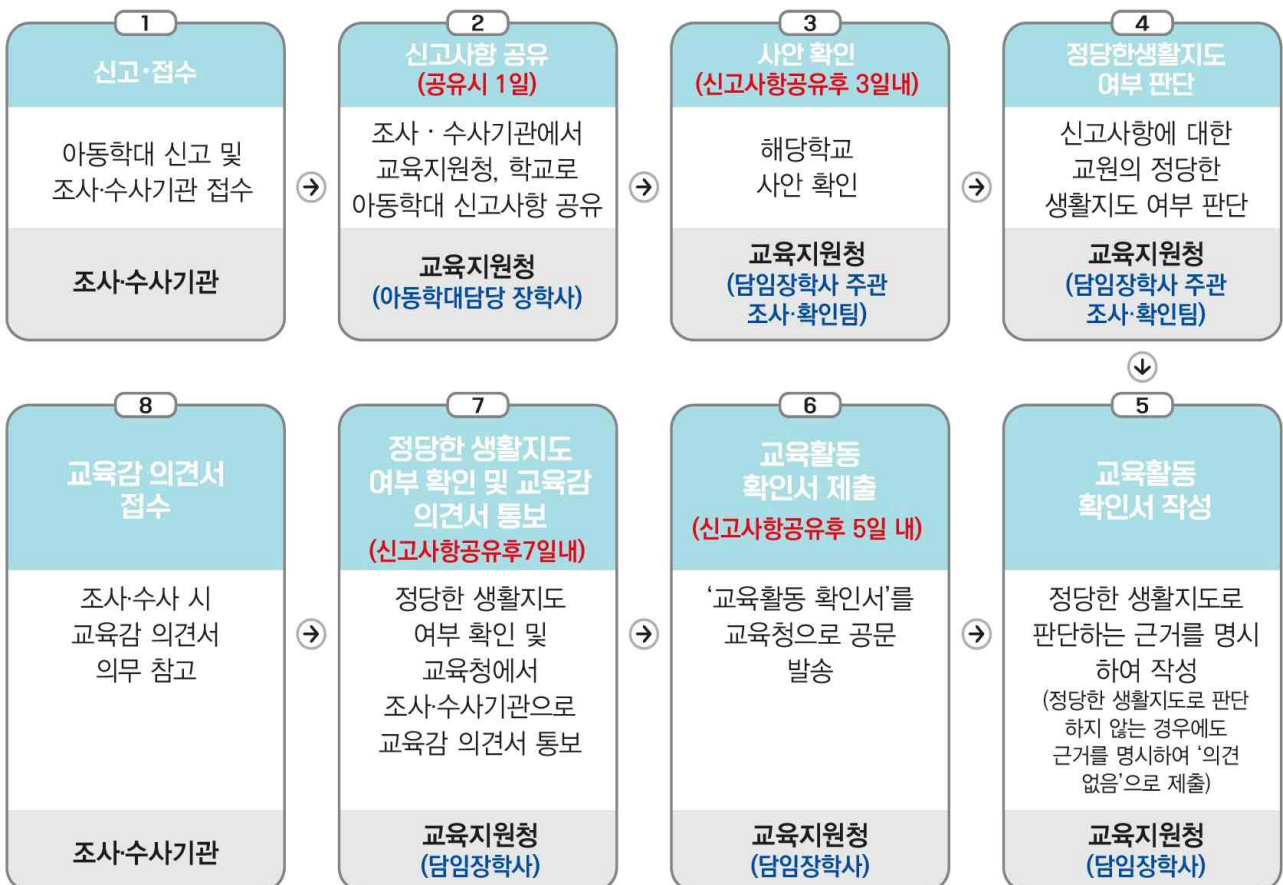 1
신고·접수
아동학대 신고 및
조사·수사기관 접수
조사·수사기관
2
신고사항 공유
(공유시 1일)
조사 · 수사기관에서
교육지원청, 학교로
아동학대 신고사항 공유
교육지원청
(아동학대담당 장학사)
3
사안 확인
(신고사항공유후 3일내)
해당학교
사안 확인
교육지원청
(담임장학사 주관
조사·확인팀)
4
정당한생활지도
여부 판단
신고사항에 대한
교원의 정당한
생활지도 여부 판단
교육지원청
(담임장학사 주관
조사·확인팀)
5
교육활동
확인서 작성
정당한 생활지도로
판단하는 근거를 명시
하여 작성
(정당한 생활지도로 판단
하지 않는 경우에도
근거를 명시하여 ‘의견
없음’으로 제출)
교육지원청
(담임장학사)
6
교육활동
확인서 제출
(신고사항공유후 5일 내)
‘교육활동 확인서’를
교육청으로 공문
발송
교육지원청
(담임장학사)
7
정당한 생활지도
여부 확인 및 교육감
의견서 통보
(신고사항공유후7일내)
정당한 생활지도
여부 확인 및
교육청에서
조사·수사기관으로
교육감 의견서 통보
교육지원청
(담임장학사)
8
교육감 의견서
접수
조사·수사 시
교육감 의견서
의무 참고
조사·수사기관